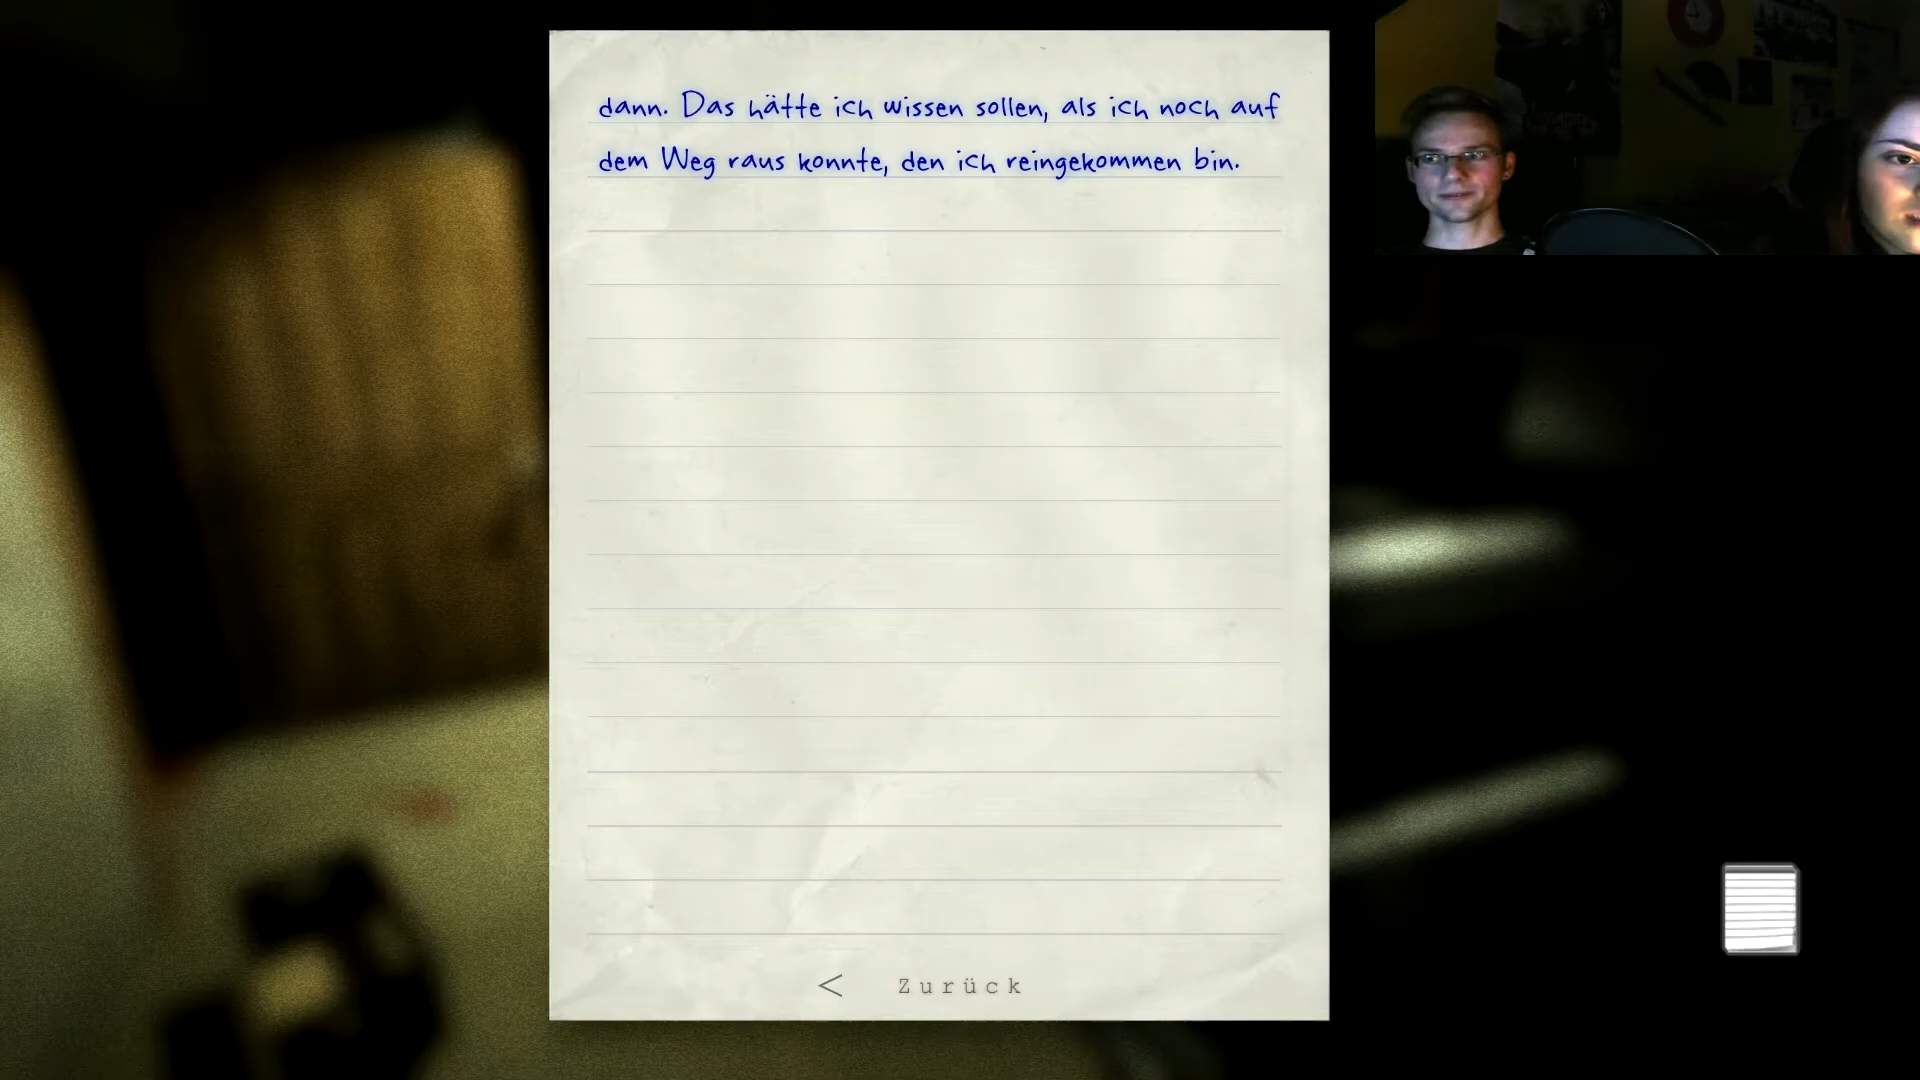 dann. Das hätte ich wissen sollen, als ich noch auf
dem Weg raus konnte, den ich reingekommen bin.
< Zurück